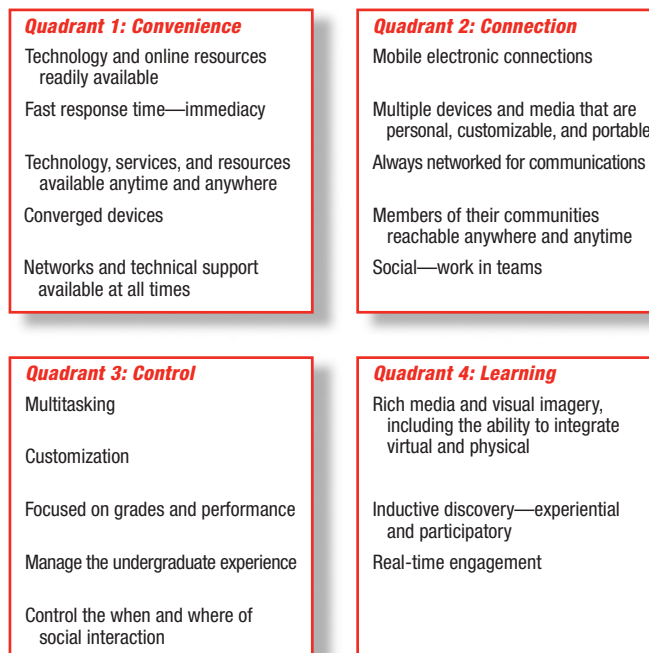 Quadrant 1: Convenience
Technology and online resources
readily available
Fast response time—immediacy
Technology, services, and resources
available anytime and anywhere
Converged devices
Networks and technical support
available at all times
Quadrant 2: Connection
Mobile electronic connections
Multiple devices and media that are
personal, customizable, and portable
Always networked for communications
Members of their communities
reachable anywhere and anytime
Social—work in teams
Quadrant 3: Control
Multitasking
Customization
Focused on grades and performance
Manage the undergraduate experience
Control the when and where of
social interaction
Quadrant 4: Learning
Rich media and visual imagery,
including the ability to integrate
virtual and physical
Inductive discovery—experiential
and participatory
Real-time engagement